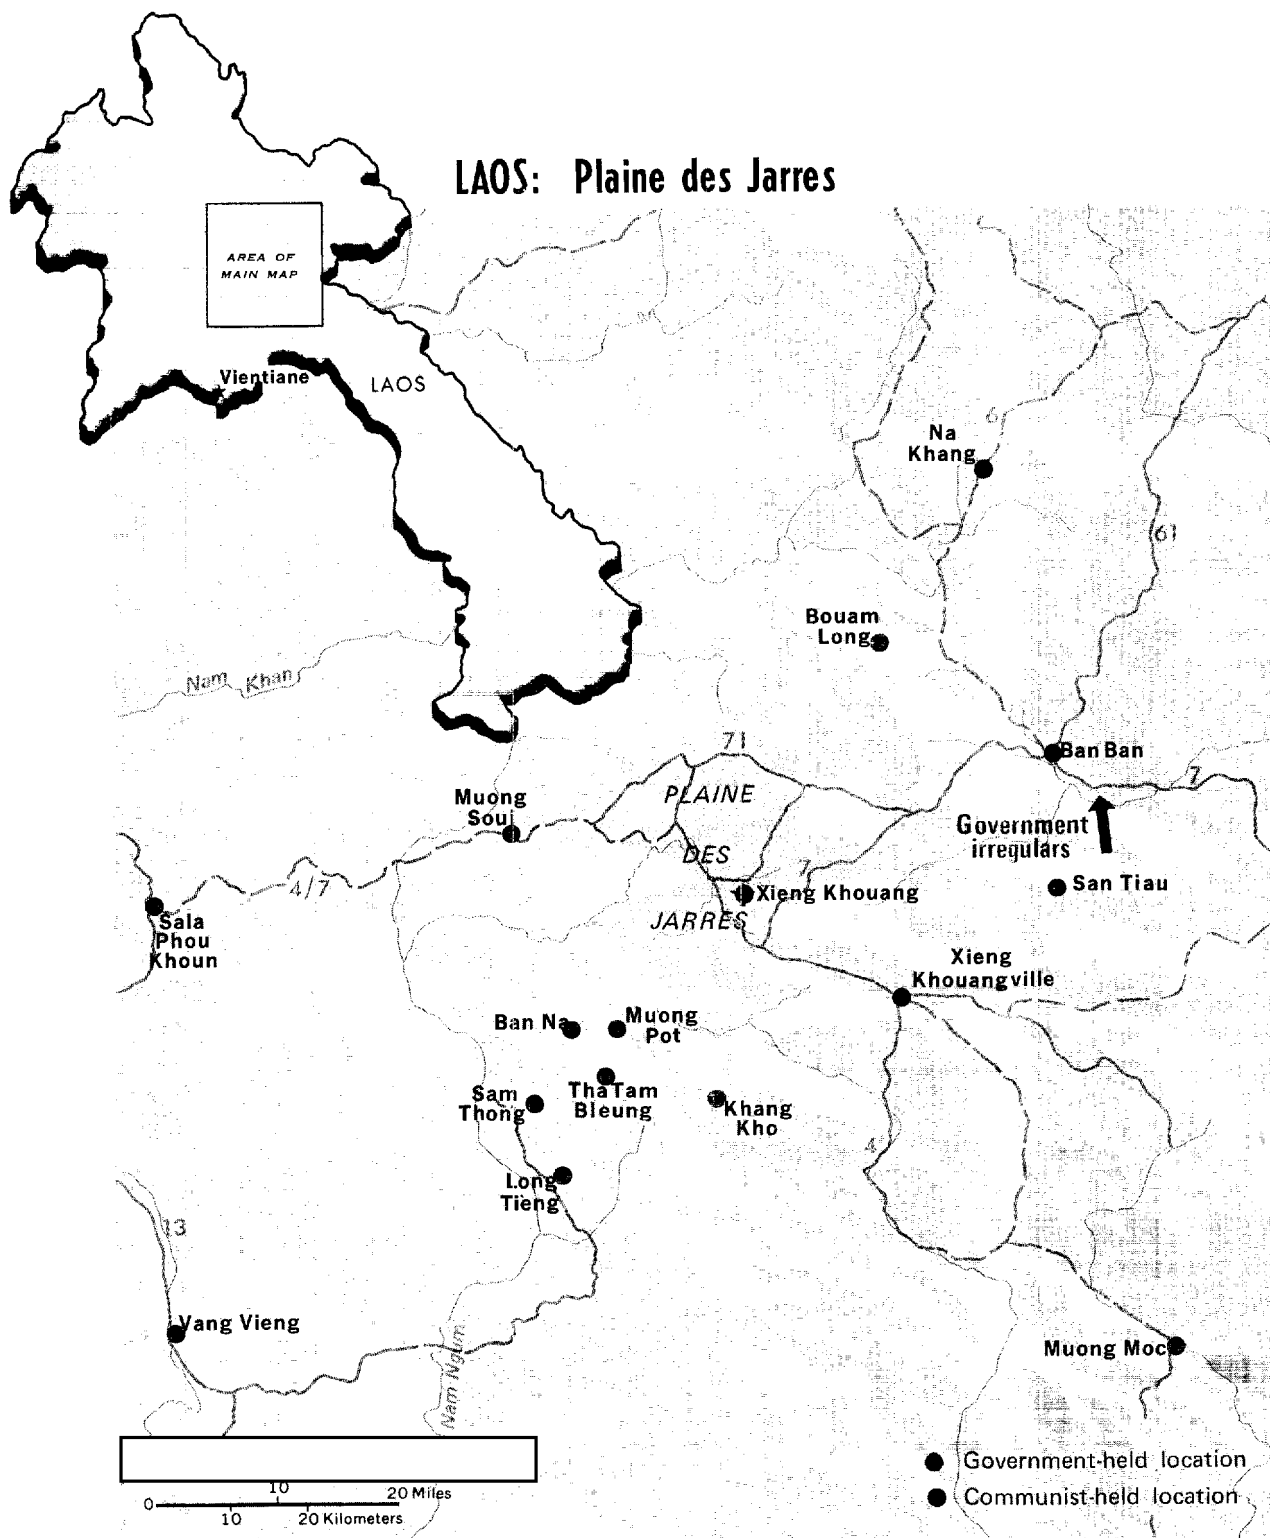 LAOS: Plaine des Jarres
AREA OF
MAIN MAP
Vientiane
LAOS
6
Na
Khang
61
Bouam
Long
Nam Khan
71
Ban Ban
7
PLAINE
Muong
Soui
Government
irregulars
DES
7
4/7
San Tiau
Xieng Khouang
JARRES
Sala
Phou
Khoun
Xieng
Khouangville
Ban Na
Muong
Pot
Sam
Thong
Tha Tam
Bleung
Khang
Kho
4
Long
Tieng
13
Vang Vieng
Muong Moc
Nam Ngum
Government-held location
Communist-held location
0 10 20 Miles
10 20 Kilometers